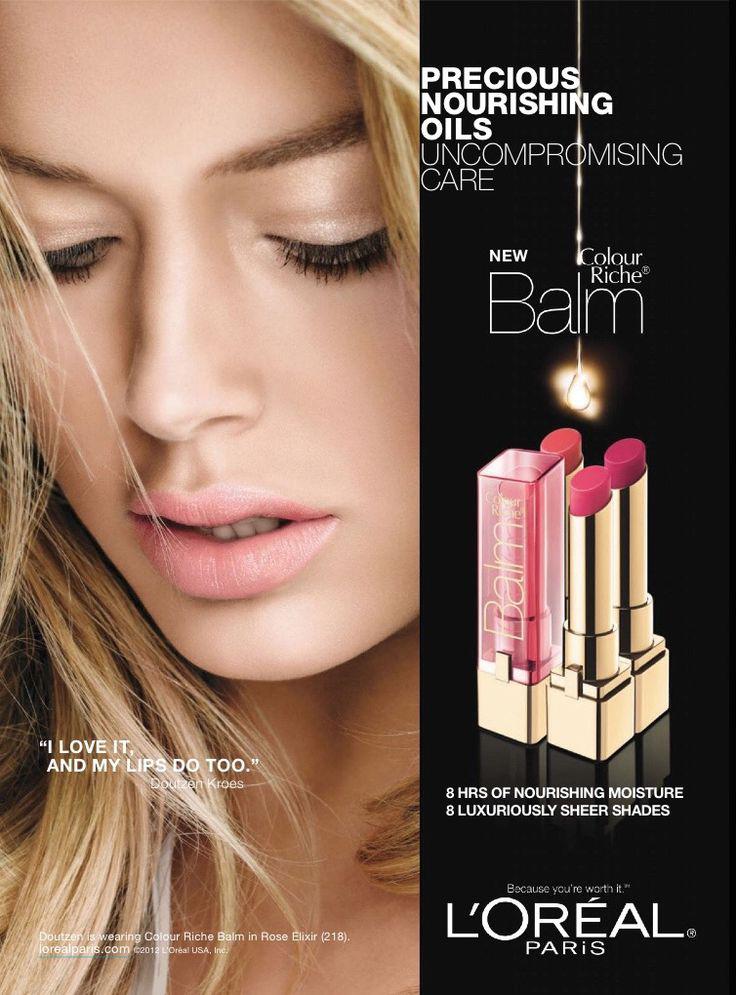 PRECIOUS
NOURISHING
OILS
UNCOMPROMISING
CARE
NEW
Colour
Riche®
Balm
Colour
Riche
Balm
"I LOVE IT,
AND MY LIPS DO TOO."
Doutzen Kroes
8 HRS OF NOURISHING MOISTURE
8 LUXURIOUSLY SHEER SHADES
Because you're worth it.™
L'ORÉAL®
PARiS
Doutzen is wearing Colour Riche Balm in Rose Elixir (218).
lorealparis.com ©2012 L'Oréal USA, Inc.